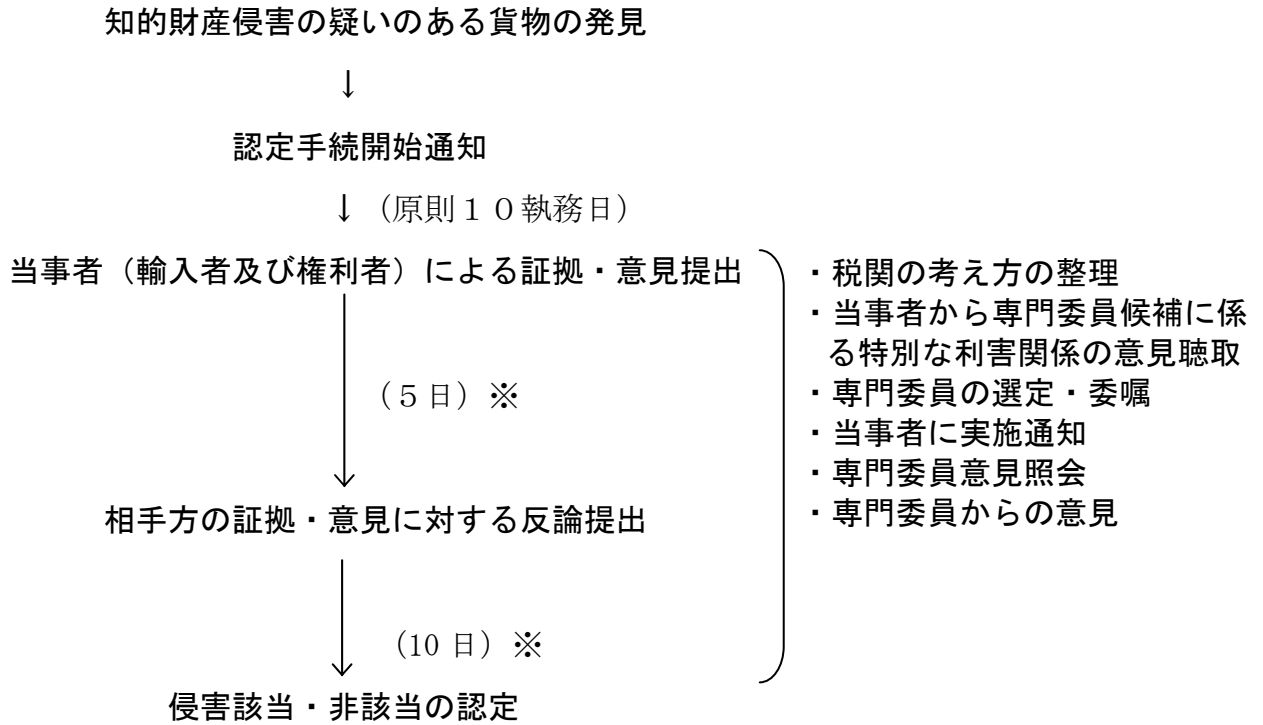 知的財産侵害の疑いのある貨物の発見
↓
認定手続開始通知
↓（原則１０執務日）
当事者（輸入者及び権利者）による証拠・意見提出
（５日）※
相手方の証拠・意見に対する反論提出
（10 日）※
侵害該当・非該当の認定
・税関の考え方の整理
・当事者から専門委員候補に係
る特別な利害関係の意見聴取
・専門委員の選定・委嘱
・当事者に実施通知
・専門委員意見照会
・専門委員からの意見